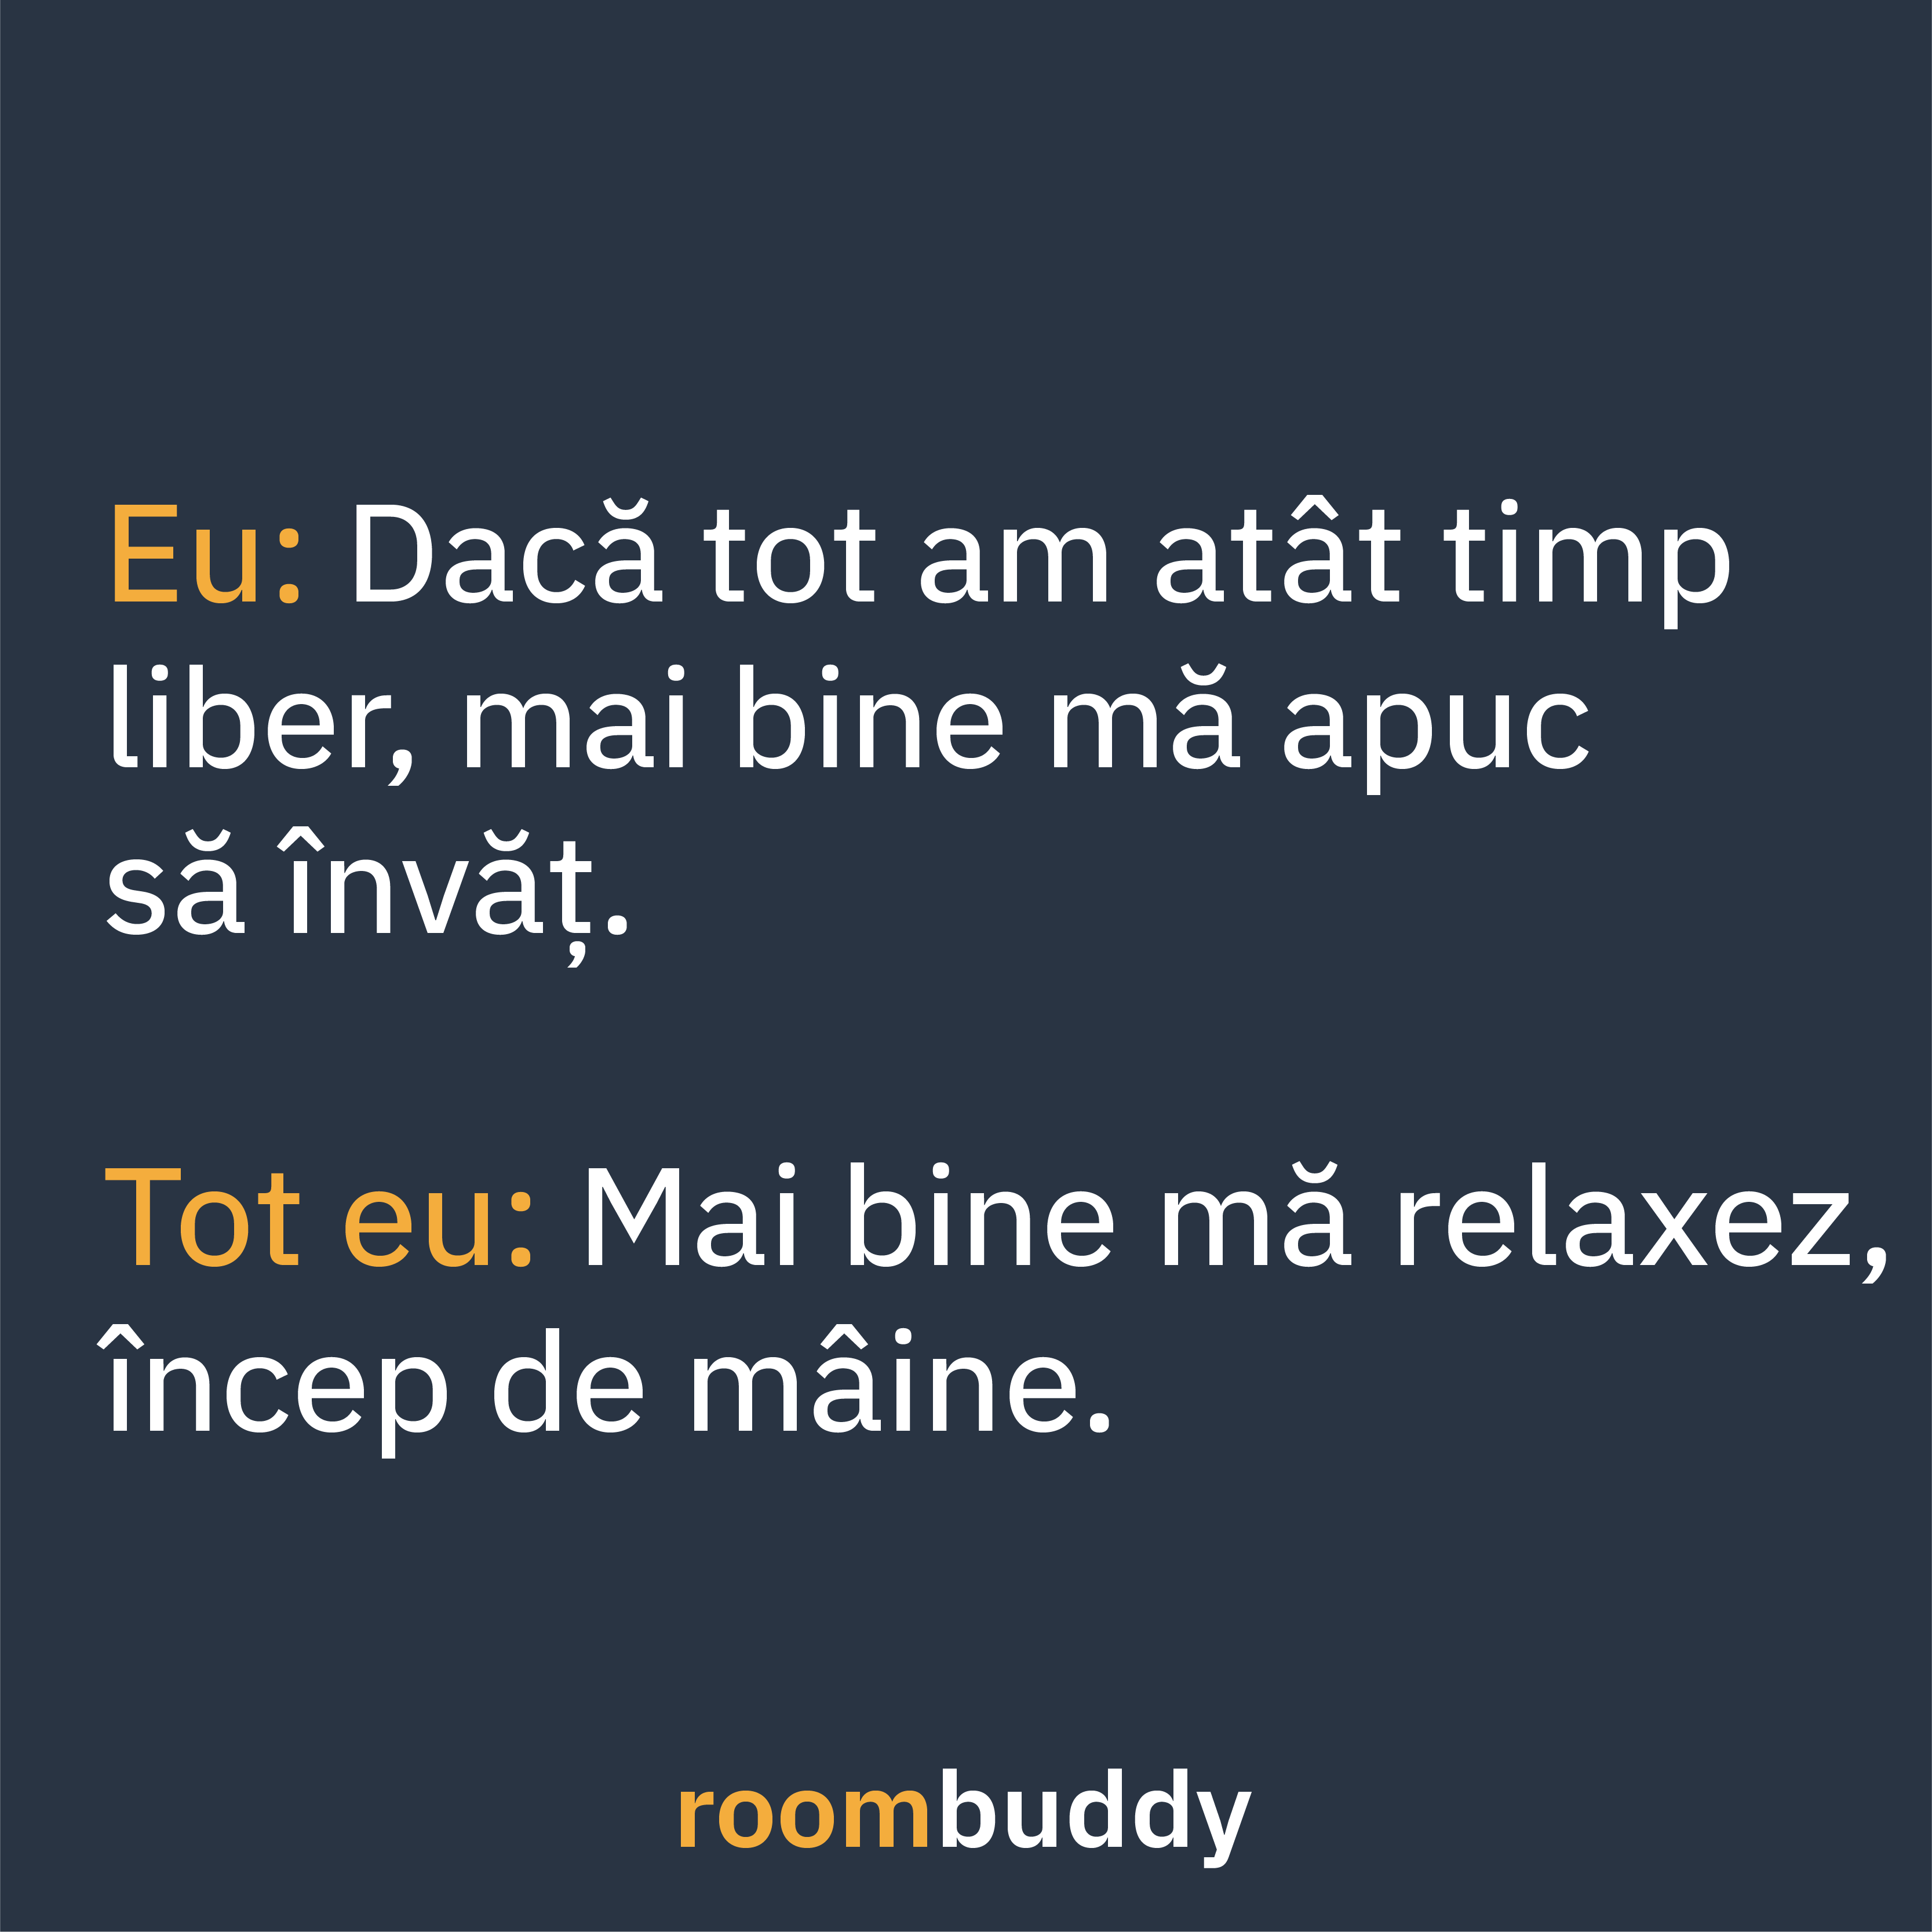 Eu: Dacă tot am atât timp
liber, mai bine mă apuc
să învăț.
Tot eu: Mai bine mă relaxez,
încep de mâine.
roombuddy